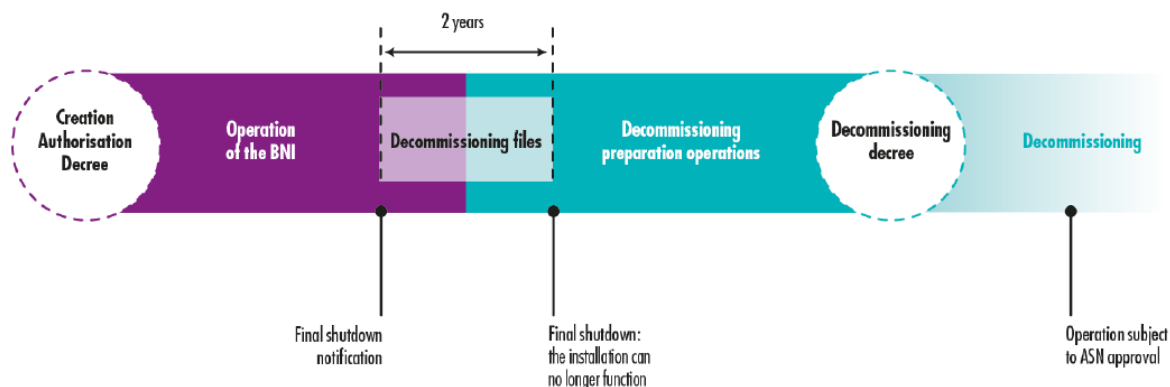 2 years
Creation
Authorisation
Decree
Operation
of the BNI
Decommissioning files
Decommissioning
preparation operations
Decommissioning
decree
Decommissioning
Final shutdown
notification
Final shutdown:
the installation can
no longer function
Operation subject
to ASN approval